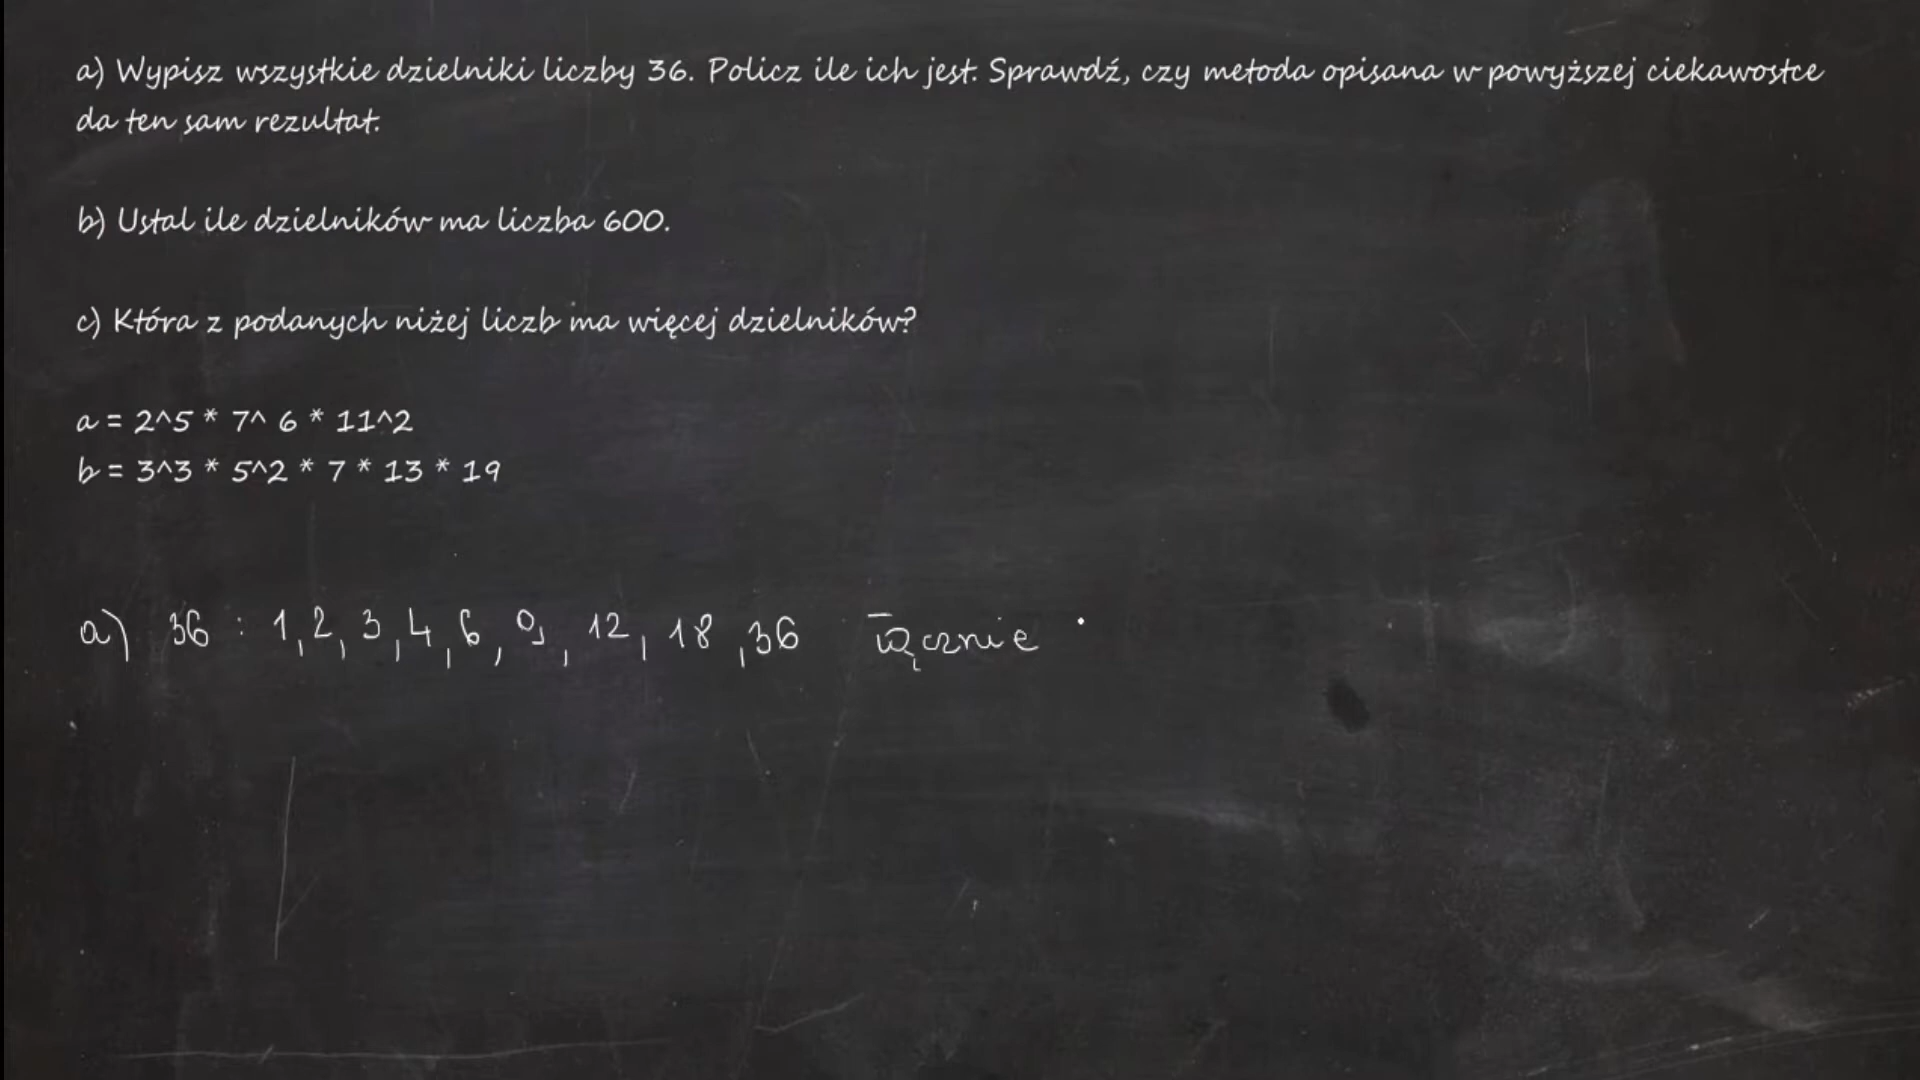 a) Wypisz wszystkie dzielniki liczby 36. Policz ile ich jest. Sprawdź, czy metoda opisana w powyższej ciekawostce
da ten sam rezultat.
b) Ustal ile dzielników ma liczba 600.
c) Która z podanych niżej liczb ma więcej dzielników?
a = 2^5 * 7^ 6 * 11^2
b = 3^3 * 5^2 * 7 * 13 * 19
a) 36 : 1, 2, 3, 4, 6, 9, 12, 18, 36 łącznie